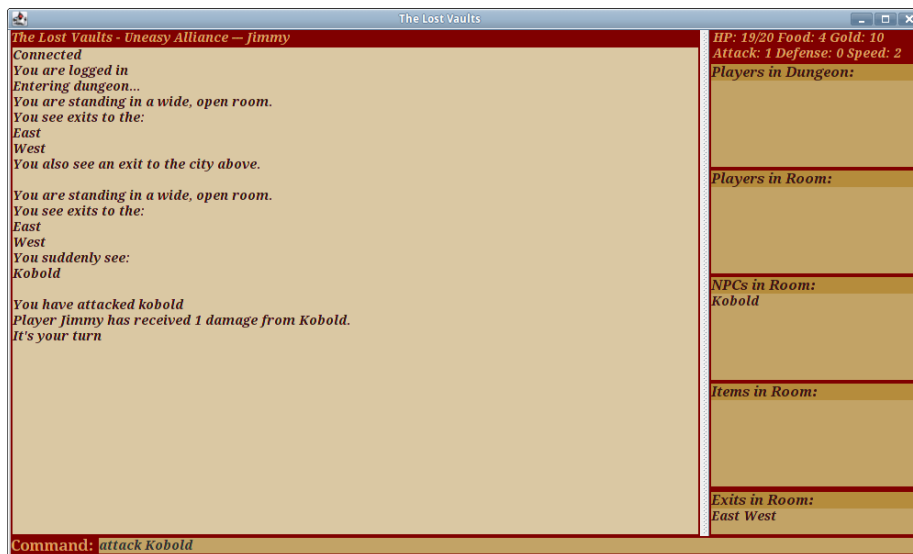 The Lost Vaults
The Lost Vaults - Uneasy Alliance — Jimmy
Connected
You are logged in
Entering dungeon...
You are standing in a wide, open room.
You see exits to the:
East
West
You also see an exit to the city above.
You are standing in a wide, open room.
You see exits to the:
East
West
You suddenly see:
Kobold
You have attacked kobold
Player Jimmy has received 1 damage from Kobold.
It's your turn
HP: 19/20 Food: 4 Gold: 10
Attack: 1 Defense: 0 Speed: 2
Players in Dungeon:
Players in Room:
NPCs in Room:
Kobold
Items in Room:
Exits in Room:
East West
Command: attack Kobold